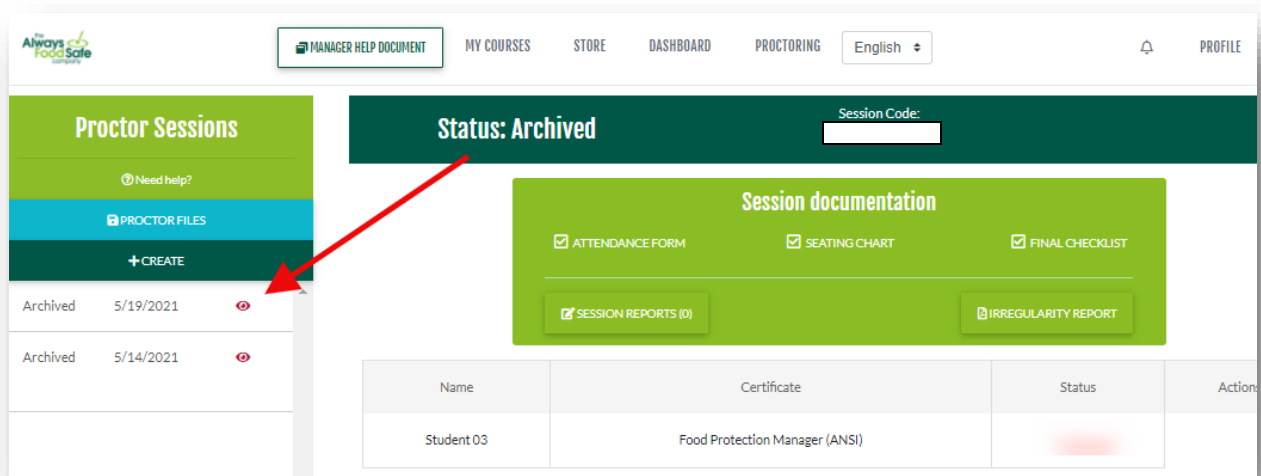 the
Always
Food Safe
company
MANAGER HELP DOCUMENT
MY COURSES
STORE
DASHBOARD
PROCTORING
English
PROFILE
Proctor Sessions
Need help?
PROCTOR FILES
+CREATE
Archived 5/19/2021
Archived 5/14/2021
Status: Archived
Session Code:
Session documentation
ATTENDANCE FORM
SEATING CHART
FINAL CHECKLIST
SESSION REPORTS (0)
IRREGULARITY REPORT
Name Certificate Status
Student 03 Food Protection Manager (ANSI)